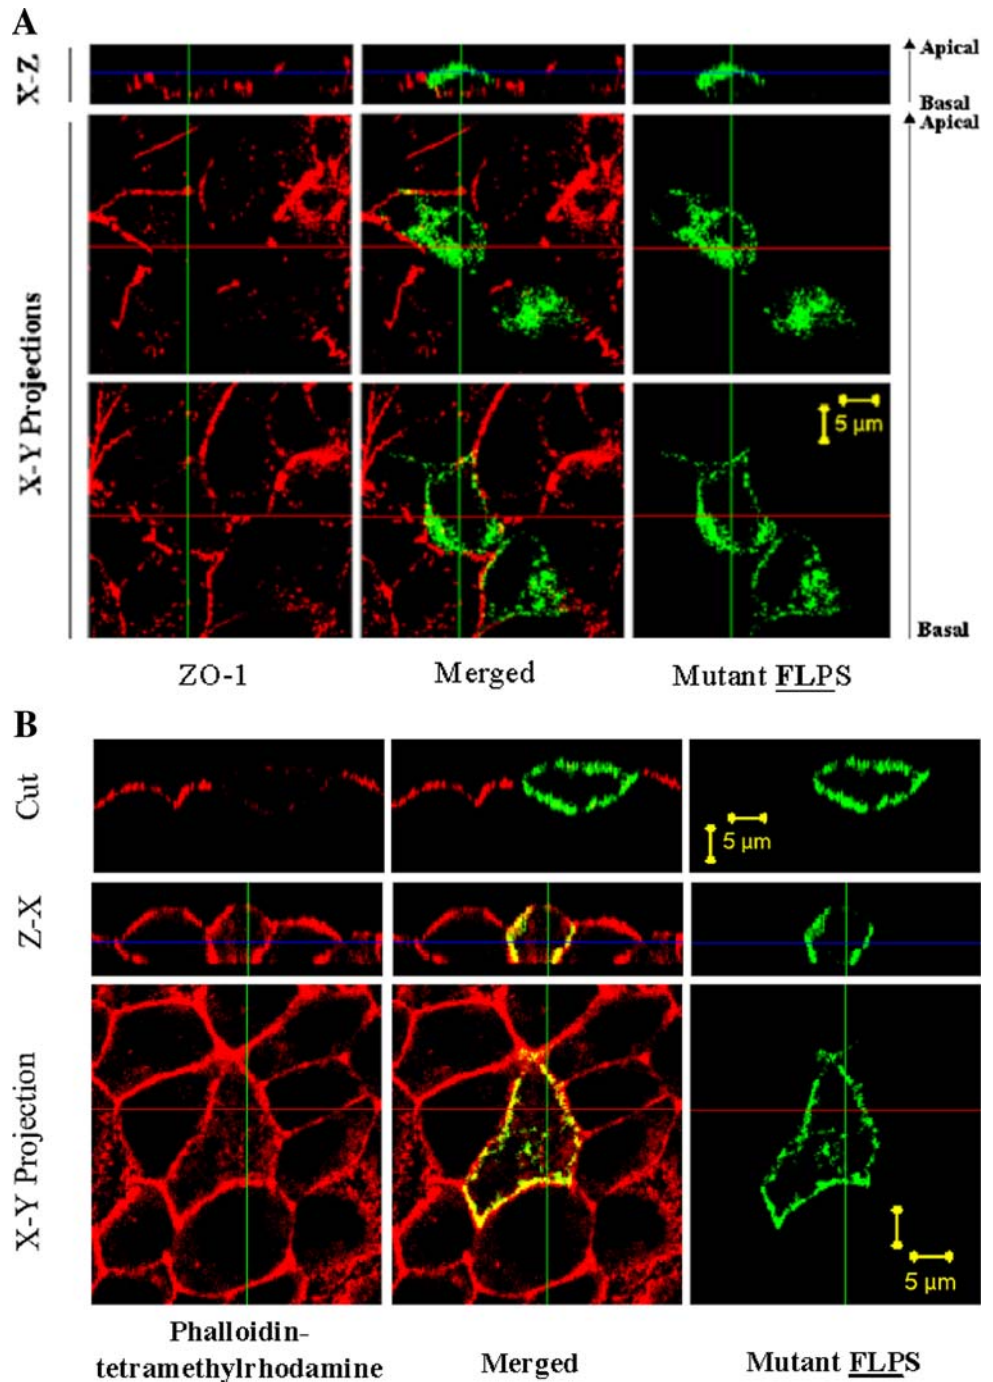 A
X-Z
Apical
Basal
Apical
X-Y Projections
5 µm
Basal
ZO-1
Merged
Mutant FLPS
B
Cut
5 µm
Z-X
X-Y Projection
5 µm
Phalloidin-
tetramethylrhodamine
Merged
Mutant FLPS